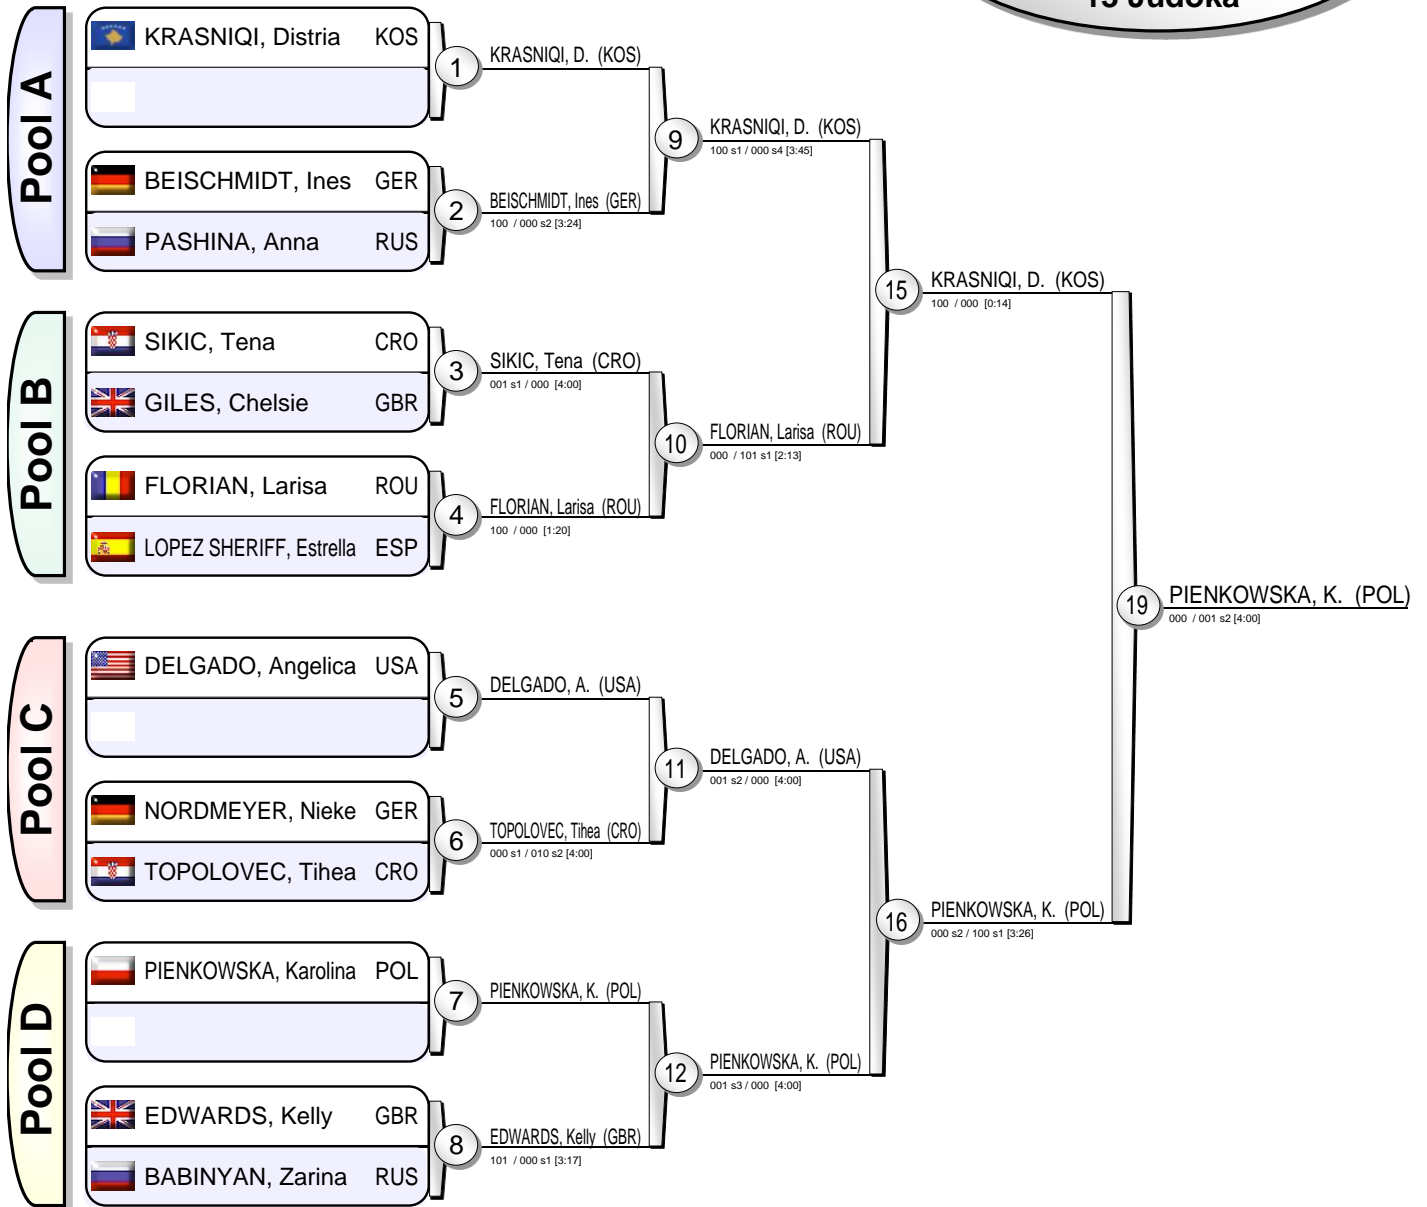 13 Judoka
Pool A
KRASNIQI, Distria KOS
BEISCHMIDT, Ines GER
PASHINA, Anna RUS
Pool B
SIKIC, Tena CRO
GILES, Chelsie GBR
FLORIAN, Larisa ROU
LOPEZ SHERIFF, Estrella ESP
Pool C
DELGADO, Angelica USA
NORDMEYER, Nieke GER
TOPOLOVEC, Tihea CRO
Pool D
PIENKOWSKA, Karolina POL
EDWARDS, Kelly GBR
BABINYAN, Zarina RUS
1
KRASNIQI, D. (KOS)
2
BEISCHMIDT, Ines (GER)
100 / 000 s2 [3:24]
3
SIKIC, Tena (CRO)
001 s1 / 000 [4:00]
4
FLORIAN, Larisa (ROU)
100 / 000 [1:20]
5
DELGADO, A. (USA)
6
TOPOLOVEC, Tihea (CRO)
000 s1 / 010 s2 [4:00]
7
PIENKOWSKA, K. (POL)
8
EDWARDS, Kelly (GBR)
101 / 000 s1 [3:17]
9
KRASNIQI, D. (KOS)
100 s1 / 000 s4 [3:45]
10
FLORIAN, Larisa (ROU)
000 / 101 s1 [2:13]
11
DELGADO, A. (USA)
001 s2 / 000 [4:00]
12
PIENKOWSKA, K. (POL)
001 s3 / 000 [4:00]
15
KRASNIQI, D. (KOS)
100 / 000 [0:14]
16
PIENKOWSKA, K. (POL)
000 s2 / 100 s1 [3:26]
19
PIENKOWSKA, K. (POL)
000 / 001 s2 [4:00]